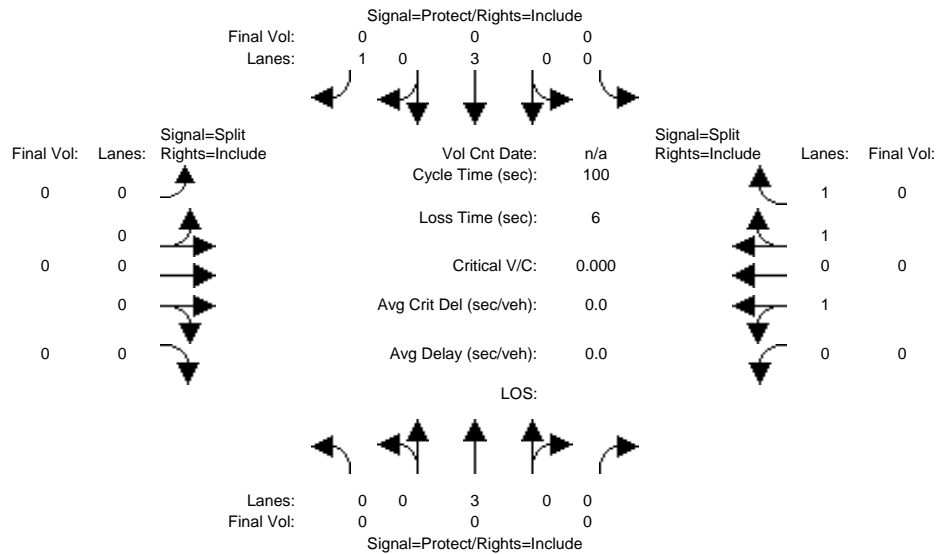 Signal=Protect/Rights=Include
Final Vol: 0 0 0
Lanes: 1 0 3 0 0
Signal=Split
Final Vol: Lanes: Rights=Include
Vol Cnt Date: n/a
Signal=Split
Rights=Include Lanes: Final Vol:
Cycle Time (sec): 100
0 0
1 0
Loss Time (sec): 6
0
1
0 0
Critical V/C: 0.000
0 0
0
Avg Crit Del (sec/veh): 0.0
1
0 0
Avg Delay (sec/veh): 0.0
0 0
LOS:
Lanes: 0 0 3 0 0
Final Vol: 0 0 0
Signal=Protect/Rights=Include